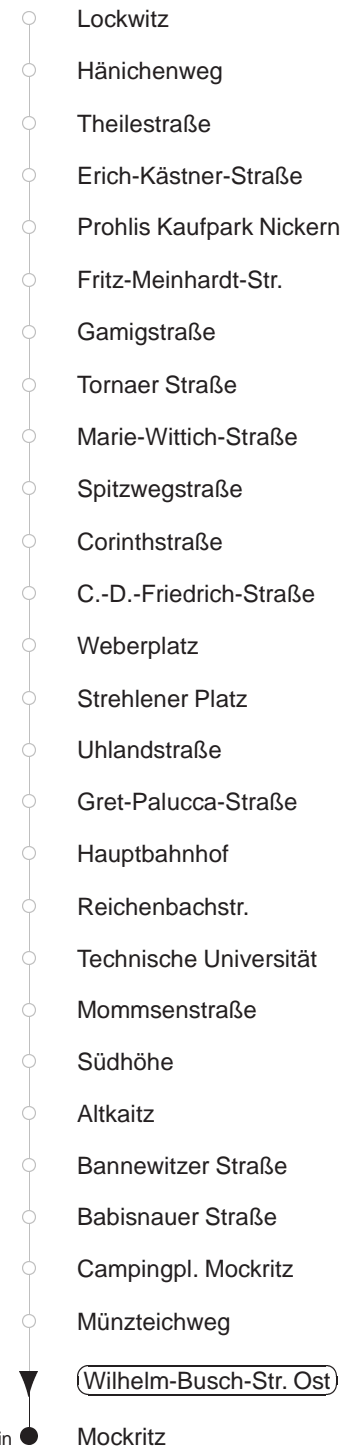 Lockwitz
Hänichenweg
Theilestraße
Erich-Kästner-Straße
Prohlis Kaufpark Nickern
Fritz-Meinhardt-Str.
Gamigstraße
Tornaer Straße
Marie-Wittich-Straße
Spitzwegstraße
Corinthstraße
C.-D.-Friedrich-Straße
Weberplatz
Strehlener Platz
Uhlandstraße
Gret-Palucca-Straße
Hauptbahnhof
Reichenbachstr.
Technische Universität
Mommsenstraße
Südhöhe
Altkaitz
Bannewitzer Straße
Babisnauer Straße
Campingpl. Mockritz
Münzteichweg
Wilhelm-Busch-Str. Ost
Mockritz